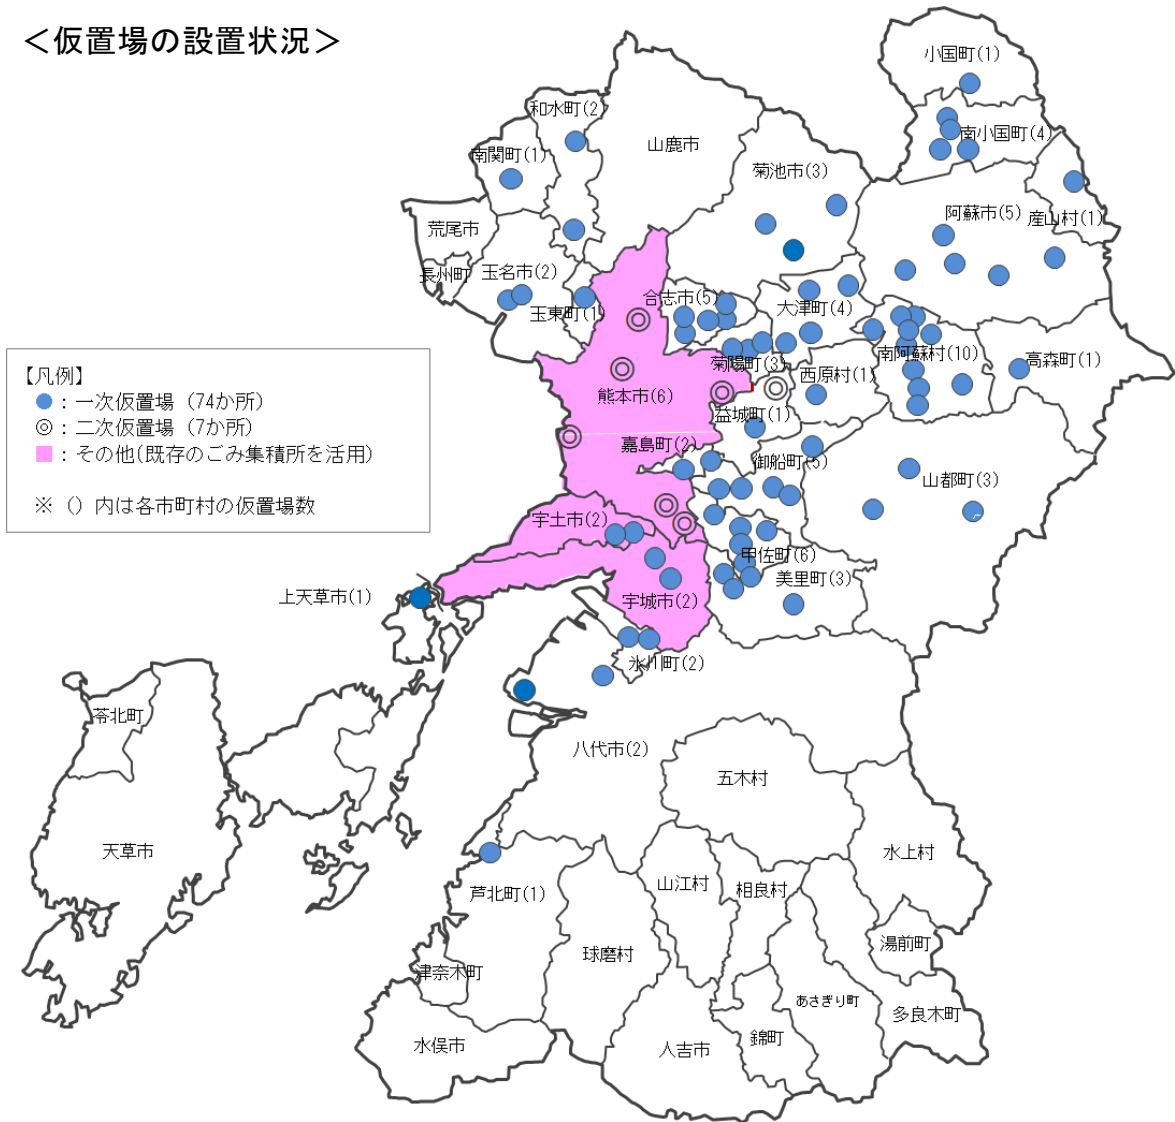 ＜仮置場の設置状況＞
小国町(1)
和水町(2)
南小国町(4)
山鹿市
南関町(1)
菊池市(3)
阿蘇市(5)
産山村(1)
荒尾市
長州町
玉名市(2)
玉東町(1)
合志市(5)
大津町(4)
南阿蘇村(10)
高森町(1)
菊陽町(3)
西原村(1)
熊本市(6)
益城町(1)
嘉島町(2)
御船町(5)
山都町(3)
【凡例】
：一次仮置場（74か所）
：二次仮置場（7か所）
：その他(既存のごみ集積所を活用)
※ () 内は各市町村の仮置場数
宇土市(2)
甲佐町(6)
美里町(3)
上天草市(1)
宇城市(2)
氷川町(2)
苓北町
八代市(2)
五木村
天草市
水上村
芦北町(1)
山江村
相良村
湯前町
球磨村
津奈木町
あさぎり町
多良木町
水俣市
人吉市
錦町